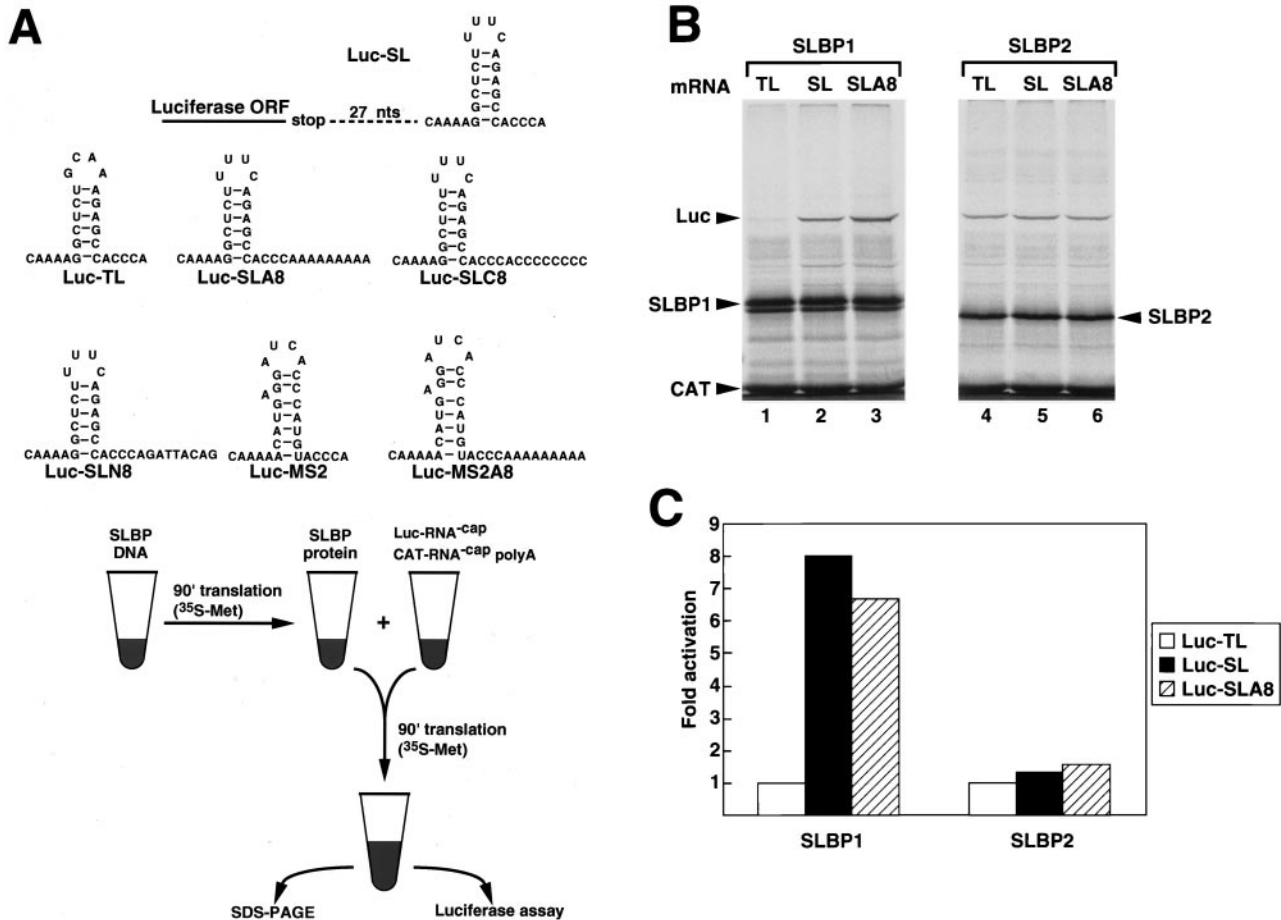 A
Luc-SL
U U
U C
U–A
C–G
U–A
C–G
G–C
CAAAAG–CACCCA
Luciferase ORF stop 27 nts
C A
G A
U–A
C–G
U–A
C–G
G–C
CAAAAG–CACCCA
Luc-TL
U U
U C
U–A
C–G
U–A
C–G
G–C
CAAAAG–CACCCAAAAAAAAA
Luc-SLA8
U U
U C
U–A
C–G
U–A
C–G
G–C
CAAAAG–CACCCACCCCCCCC
Luc-SLC8
U U
U C
U–A
C–G
U–A
C–G
G–C
CAAAAG–CACCCAGATTACAG
Luc-SLN8
U C
A A
G–C
G–C
A
G–C
U–A
A–U
C–G
CAAAAA–UACCCA
Luc-MS2
U C
A A
G–C
G–C
A
G–C
U–A
A–U
C–G
CAAAAA–UACCCAAAAAAAAA
Luc-MS2A8
SLBP DNA
90' translation
(35S-Met)
SLBP protein
+
Luc-RNA-cap
CAT-RNA-cap polyA
90' translation
(35S-Met)
SDS-PAGE
Luciferase assay
B
SLBP1
SLBP2
mRNA TL SL SLA8
TL SL SLA8
Luc
SLBP1
SLBP2
CAT
1 2 3
4 5 6
C
Fold activation
9
8
7
6
5
4
3
2
1
SLBP1
SLBP2
Luc-TL
Luc-SL
Luc-SLA8